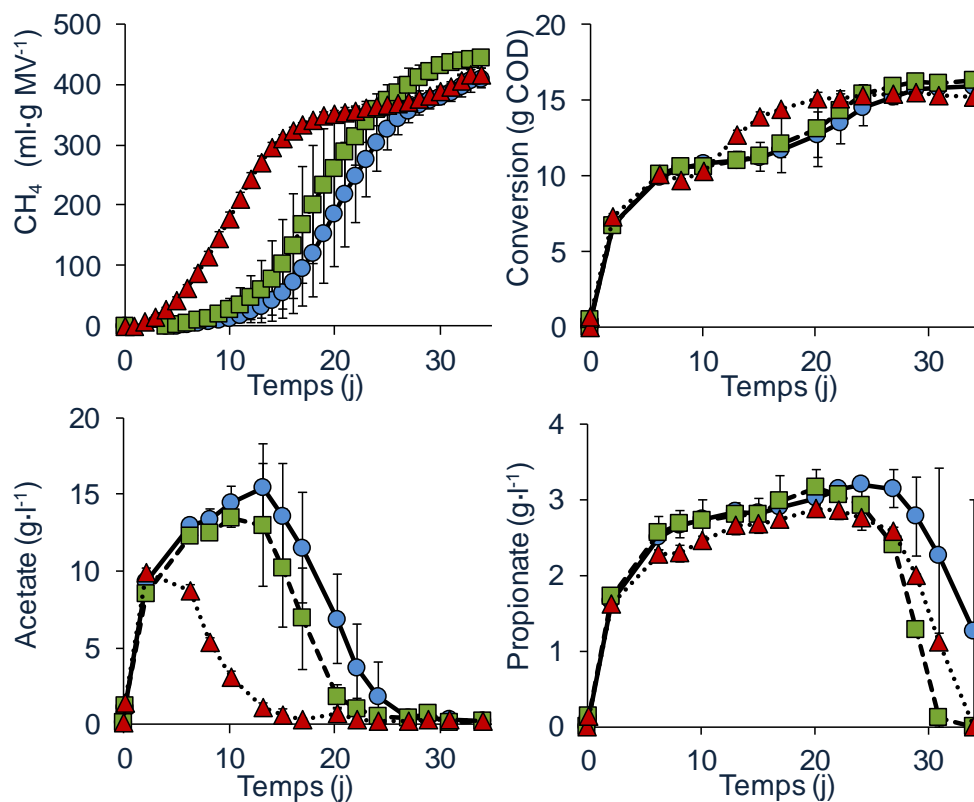 CH₄ (ml·g MV⁻¹)
500
400
300
200
100
0
0 10 20 30
Temps (j)
Conversion (g COD)
20
15
10
5
0
0 10 20 30
Temps (j)
Acetate (g·l⁻¹)
20
15
10
5
0
0 10 20 30
Temps (j)
Propionate (g·l⁻¹)
4
3
2
1
0
0 10 20 30
Temps (j)